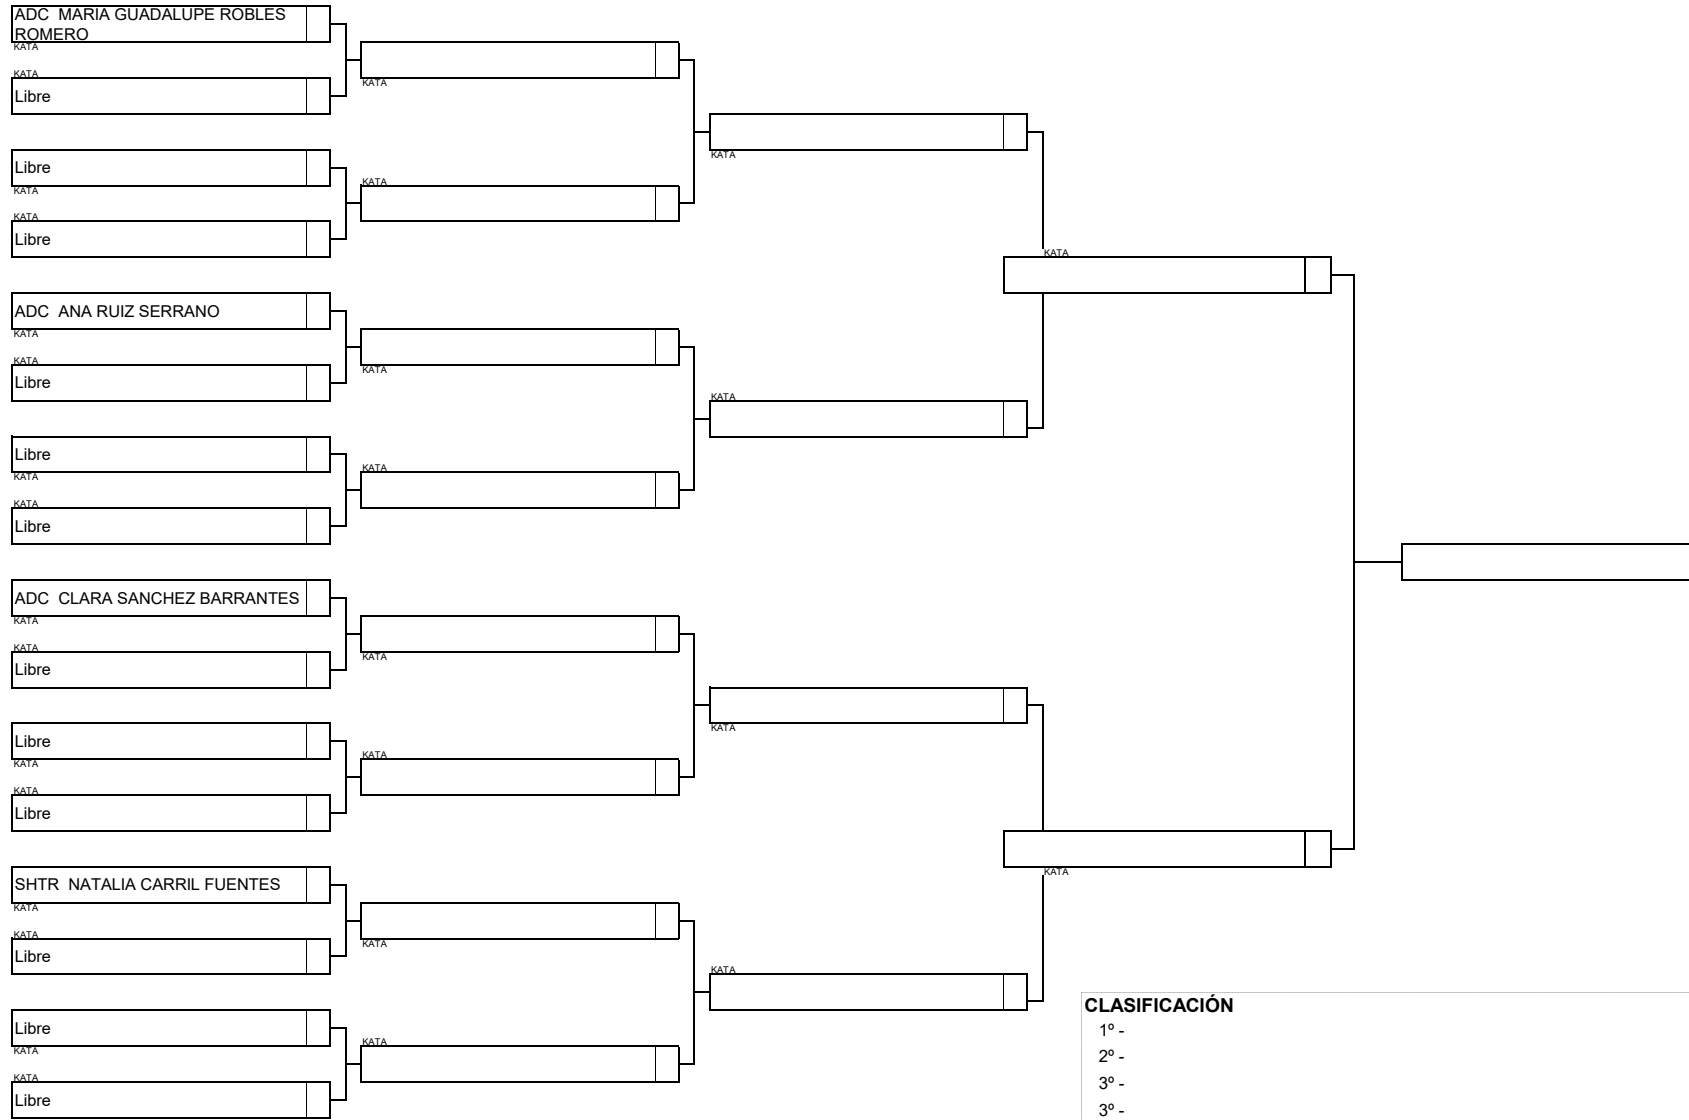 ADC  MARIA GUADALUPE ROBLES
ROMERO
KATA
KATA
Libre
Libre
KATA
KATA
Libre
ADC  ANA RUIZ SERRANO
KATA
KATA
Libre
Libre
KATA
KATA
Libre
ADC  CLARA SANCHEZ BARRANTES
KATA
KATA
Libre
Libre
KATA
KATA
Libre
SHTR  NATALIA CARRIL FUENTES
KATA
KATA
Libre
Libre
KATA
KATA
Libre
KATA
KATA
KATA
KATA
KATA
KATA
KATA
KATA
KATA
KATA
KATA
KATA
KATA
KATA
CLASIFICACIÓN
1º -
2º -
3º -
3º -